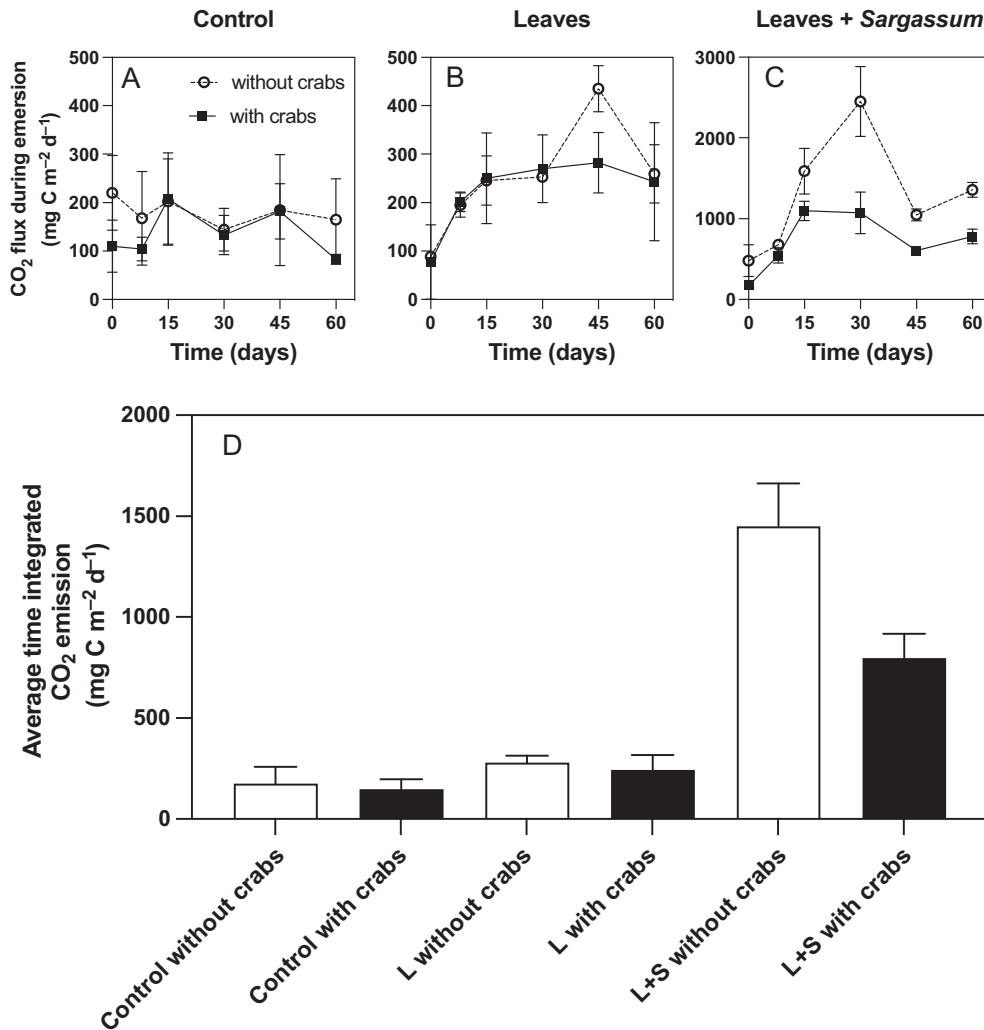 Control
Leaves
Leaves + Sargassum
CO₂ flux during emersion
(mg C m⁻² d⁻¹)
500
400
300
200
100
0
A
without crabs
with crabs
0 15 30 45 60
Time (days)
500
400
300
200
100
0
B
0 15 30 45 60
Time (days)
3000
2000
1000
0
C
0 15 30 45 60
Time (days)
Average time integrated
CO₂ emission
(mg C m⁻² d⁻¹)
2000
1500
1000
500
0
D
Control without crabs
Control with crabs
L without crabs
L with crabs
L+S without crabs
L+S with crabs